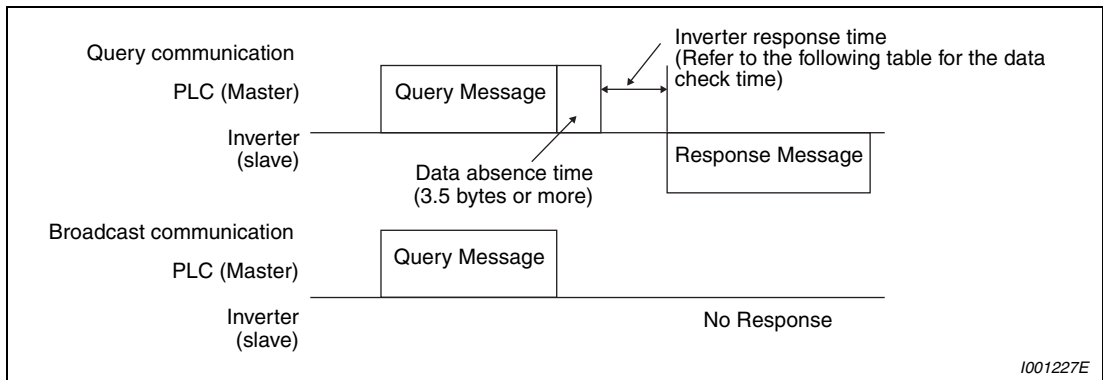 Query communication
PLC (Master)
Inverter
(slave)
Query Message
Inverter response time
(Refer to the following table for the data
check time)
Response Message
Data absence time
(3.5 bytes or more)
Broadcast communication
PLC (Master)
Query Message
Inverter
(slave)
No Response
I001227E